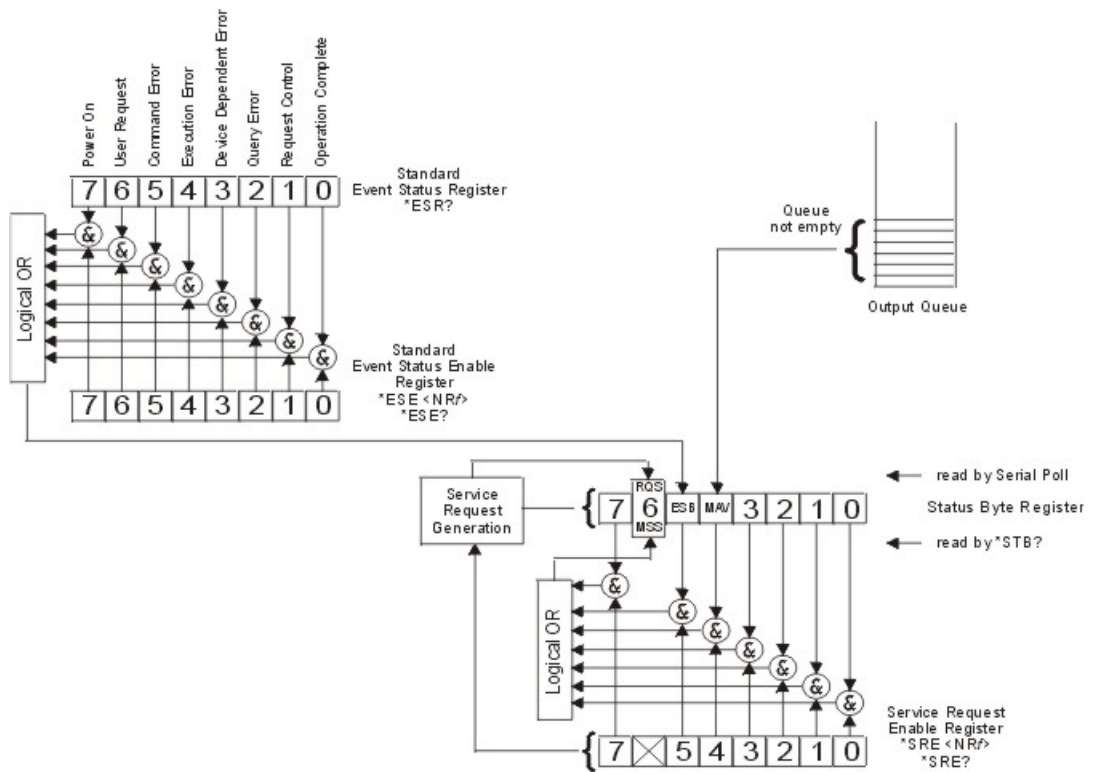 Power On
User Request
Command Error
Execution Error
Device Dependent Error
Query Error
Request Control
Operation Complete
7 6 5 4 3 2 1 0
Standard
Event Status Register
*ESR?
Logical OR
&
&
&
&
&
&
&
&
Queue
not empty
Output Queue
Standard
Event Status Enable
Register
*ESE <NRf>
*ESE?
7 6 5 4 3 2 1 0
Service
Request
Generation
RQS
7 6 ESB MAV 3 2 1 0
MSS
read by Serial Poll
Status Byte Register
read by *STB?
Logical OR
&
&
&
&
&
&
&
Service Request
Enable Register
*SRE <NRf>
*SRE?
7 5 4 3 2 1 0